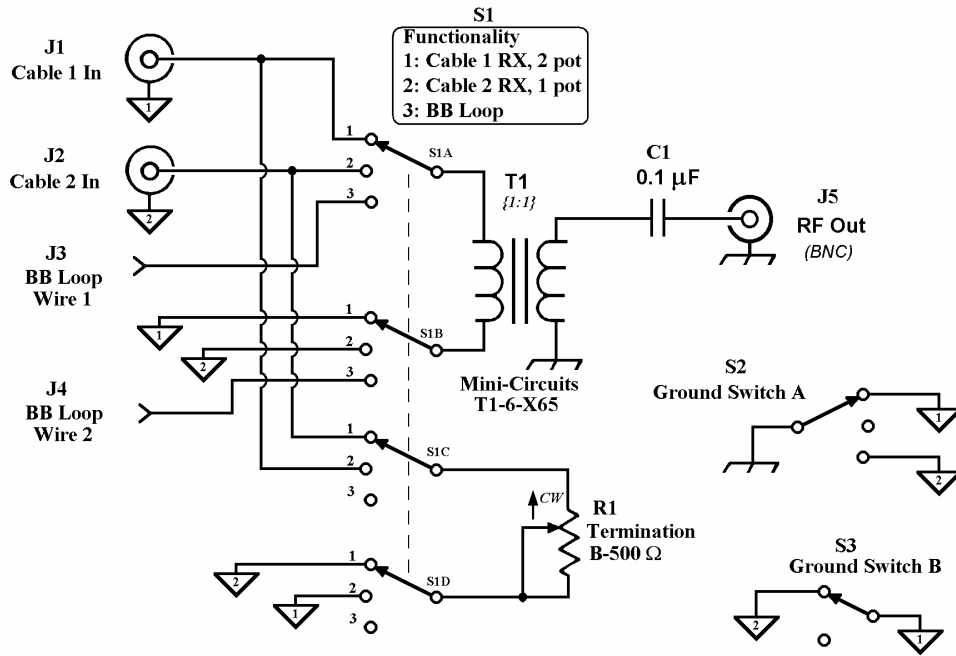 S1
Functionality
1: Cable 1 RX, 2 pot
2: Cable 2 RX, 1 pot
3: BB Loop
J1
Cable 1 In
1
J2
Cable 2 In
2
J3
BB Loop
Wire 1
J4
BB Loop
Wire 2
1
2
3
S1A
1
2
3
S1B
1
2
1
2
3
S1C
1
2
3
S1D
2
1
T1
{1:1}
Mini-Circuits
T1-6-X65
C1
0.1 µF
J5
RF Out
(BNC)
CW
R1
Termination
B-500 Ω
S2
Ground Switch A
1
2
S3
Ground Switch B
2
1